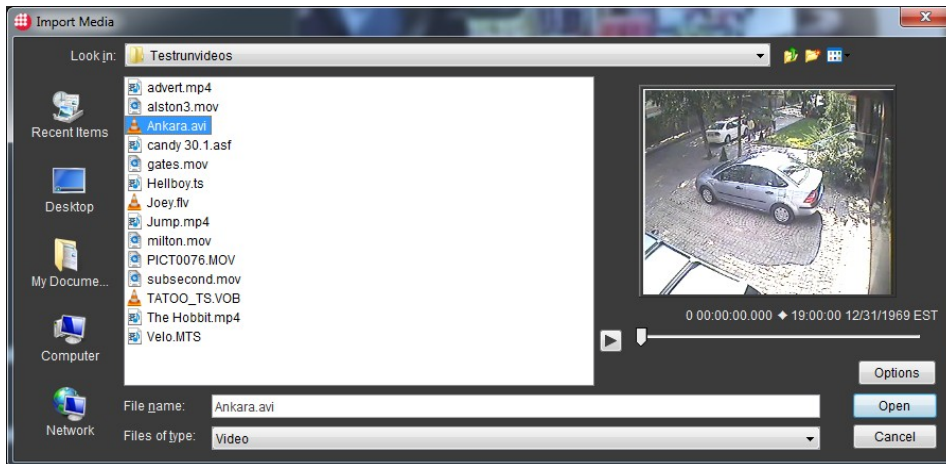 Import Media
Look in:
Testrunvideos
Recent Items
Desktop
My Docume...
Computer
Network
advert.mp4
alston3.mov
Ankara.avi
candy 30.1.asf
gates.mov
Hellboy.ts
Joey.flv
Jump.mp4
milton.mov
PICT0076.MOV
subsecond.mov
TATOO_TS.VOB
The Hobbit.mp4
Velo.MTS
0 00:00:00.000 ◆ 19:00:00 12/31/1969 EST
Options
File name:
Ankara.avi
Open
Files of type:
Video
Cancel